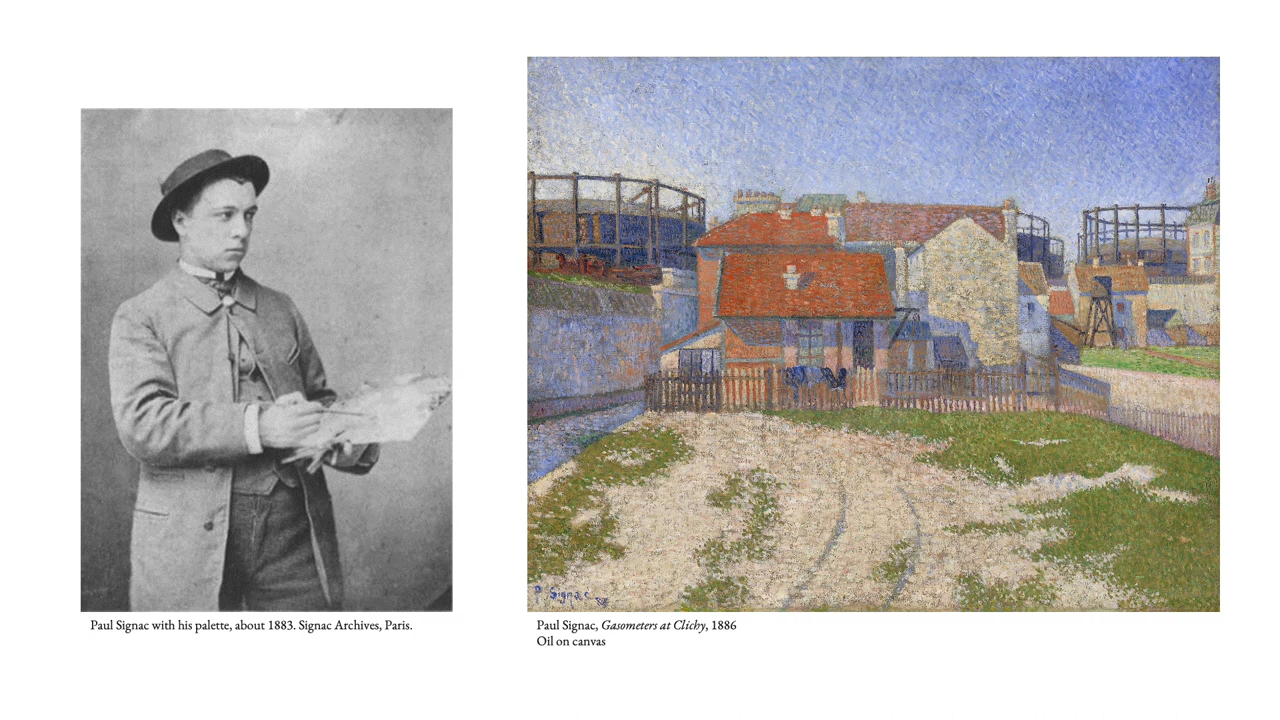 Paul Signac with his palette, about 1883. Signac Archives, Paris.
P. Signac
Paul Signac, Gasometers at Clichy, 1886
Oil on canvas